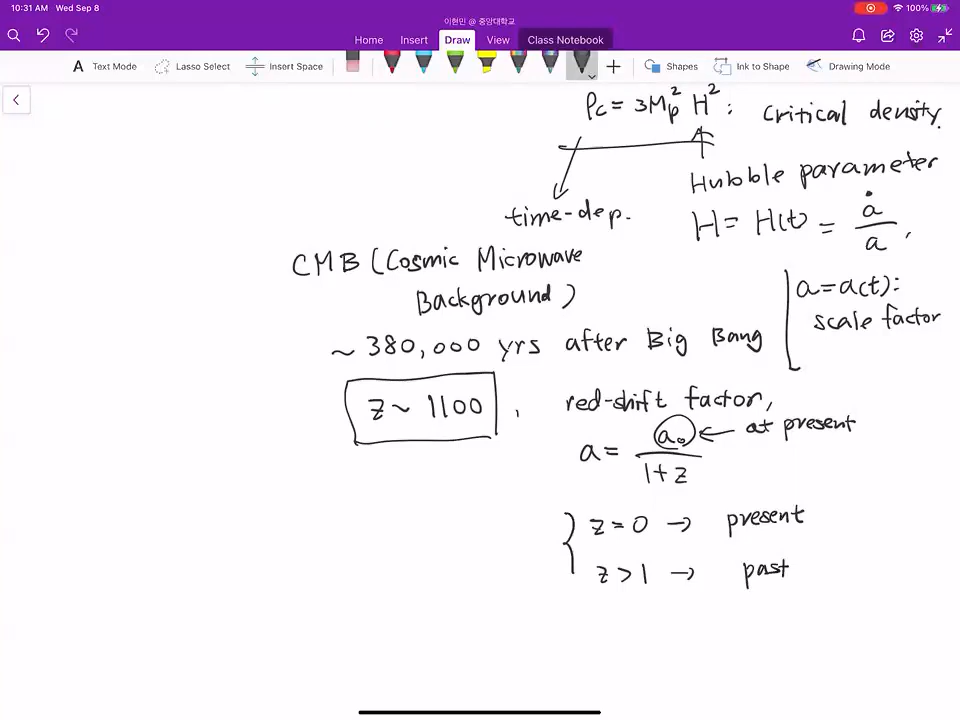 10:31 AM Wed Sep 8 100%
이현민 @ 중앙대학교
Home Insert Draw View Class Notebook
A Text Mode Lasso Select Insert Space Shapes Ink to Shape Drawing Mode
ρc = 3Mp² H² : critical density.
Hubble parameter
time-dep.
H = H(t) = ȧ/a ,
CMB (Cosmic Microwave
Background)
a = a(t):
scale factor
~ 380,000 yrs after Big Bang
z ~ 1100 , red-shift factor,
a = a₀/(1+z) ← at present
z = 0 → present
z > 1 → past